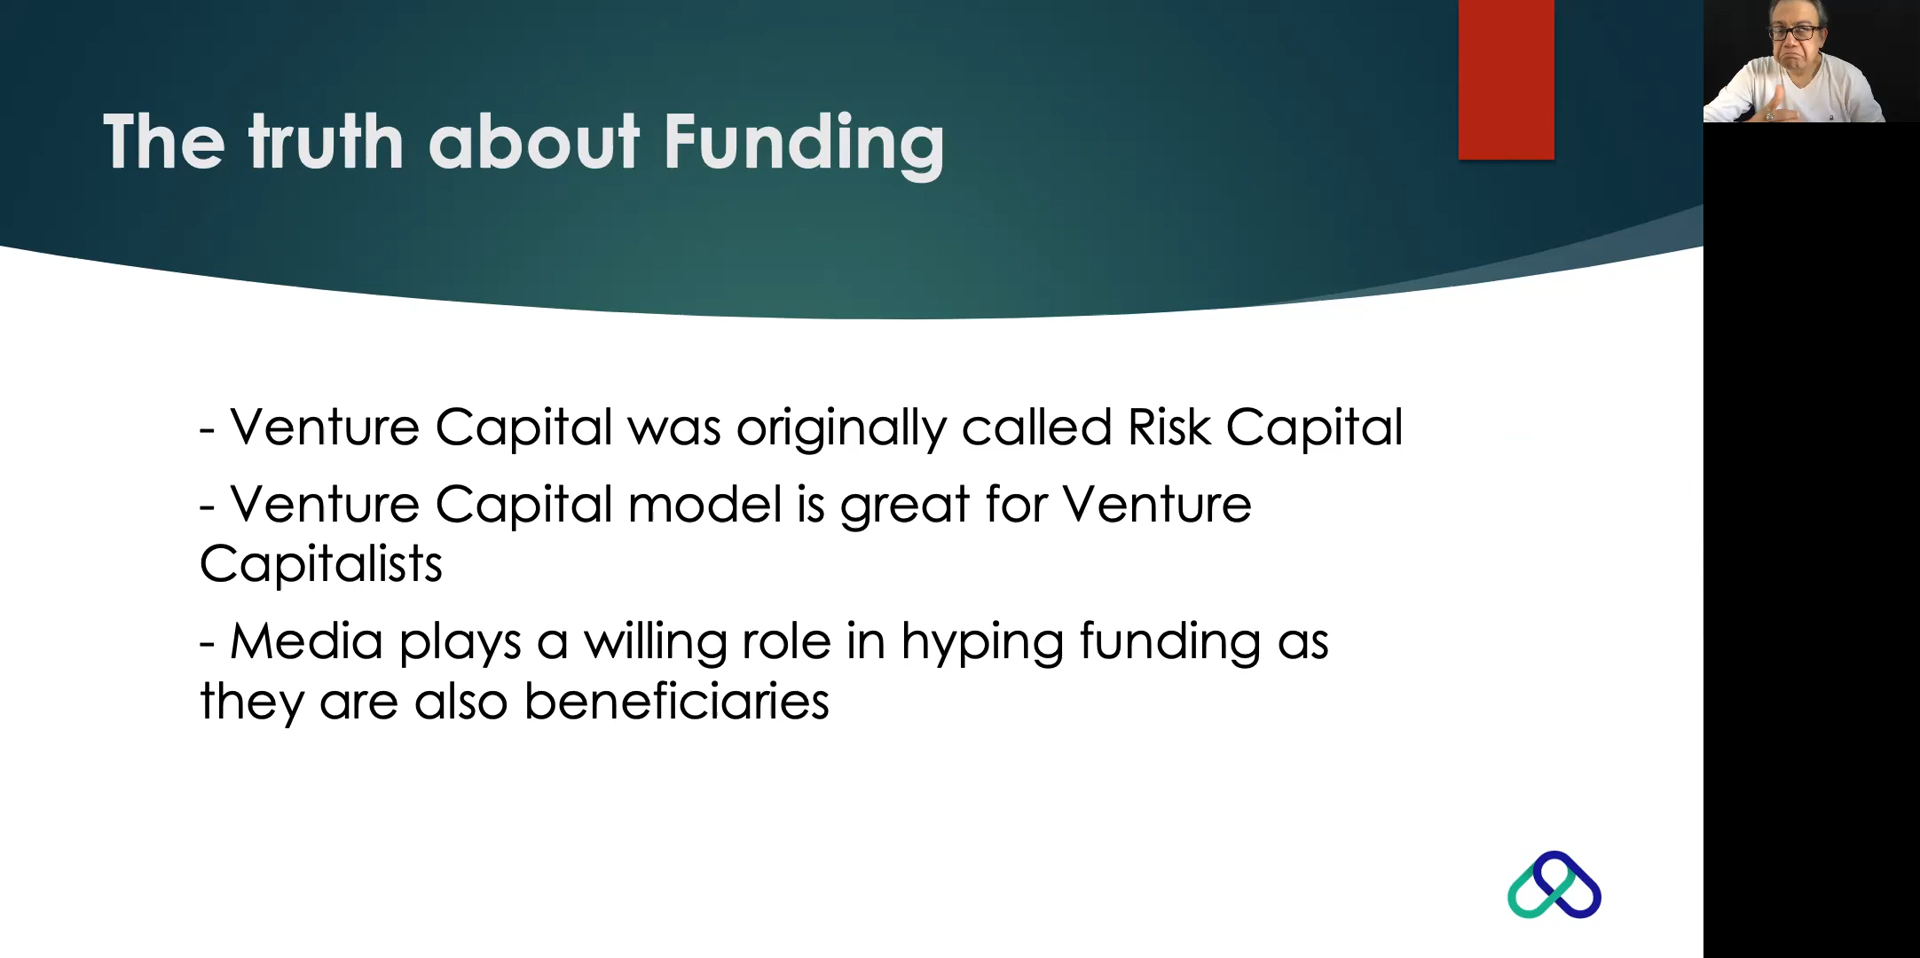 The truth about Funding
- Venture Capital was originally called Risk Capital
- Venture Capital model is great for Venture
Capitalists
- Media plays a willing role in hyping funding as
they are also beneficiaries